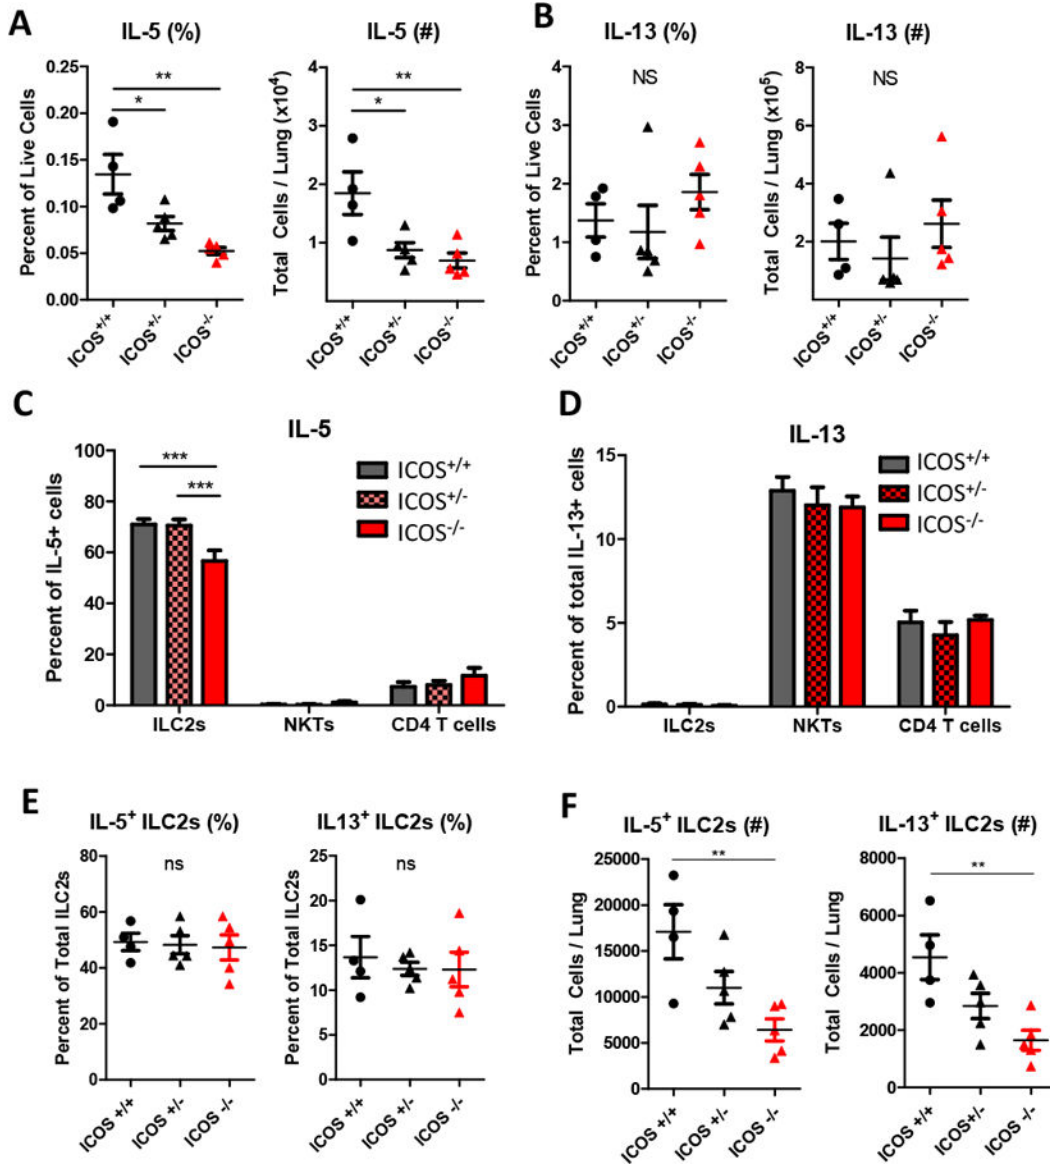 A
IL-5 (%)
Percent of Live Cells
0.25
0.20
0.15
0.10
0.05
0.00
**
*
ICOS+/+
ICOS+/-
ICOS-/-
IL-5 (#)
Total Cells / Lung (x10⁴)
4
3
2
1
**
*
ICOS+/+
ICOS+/-
ICOS-/-
B
IL-13 (%)
Percent of Live Cells
4
3
2
1
0
NS
ICOS+/+
ICOS+/-
ICOS-/-
IL-13 (#)
Total Cells / Lung (x10⁵)
8
6
4
2
NS
ICOS+/+
ICOS+/-
ICOS-/-
C
IL-5
Percent of IL-5+ cells
100
80
60
40
20
0
***
***
ICOS+/+
ICOS+/-
ICOS-/-
ILC2s
NKTs
CD4 T cells
D
IL-13
Percent of total IL-13+ cells
15
10
5
0
ICOS+/+
ICOS+/-
ICOS-/-
ILC2s
NKTs
CD4 T cells
E
IL-5+ ILC2s (%)
Percent of Total ILC2s
80
60
40
20
0
ns
ICOS +/+
ICOS +/-
ICOS -/-
IL13+ ILC2s (%)
Percent of Total ILC2s
25
20
15
10
5
0
ns
ICOS +/+
ICOS +/-
ICOS -/-
F
IL-5+ ILC2s (#)
Total Cells / Lung
25000
20000
15000
10000
5000
0
**
ICOS +/+
ICOS +/-
ICOS -/-
IL-13+ ILC2s (#)
Total Cells / Lung
8000
6000
4000
2000
0
**
ICOS +/+
ICOS+/-
ICOS -/-